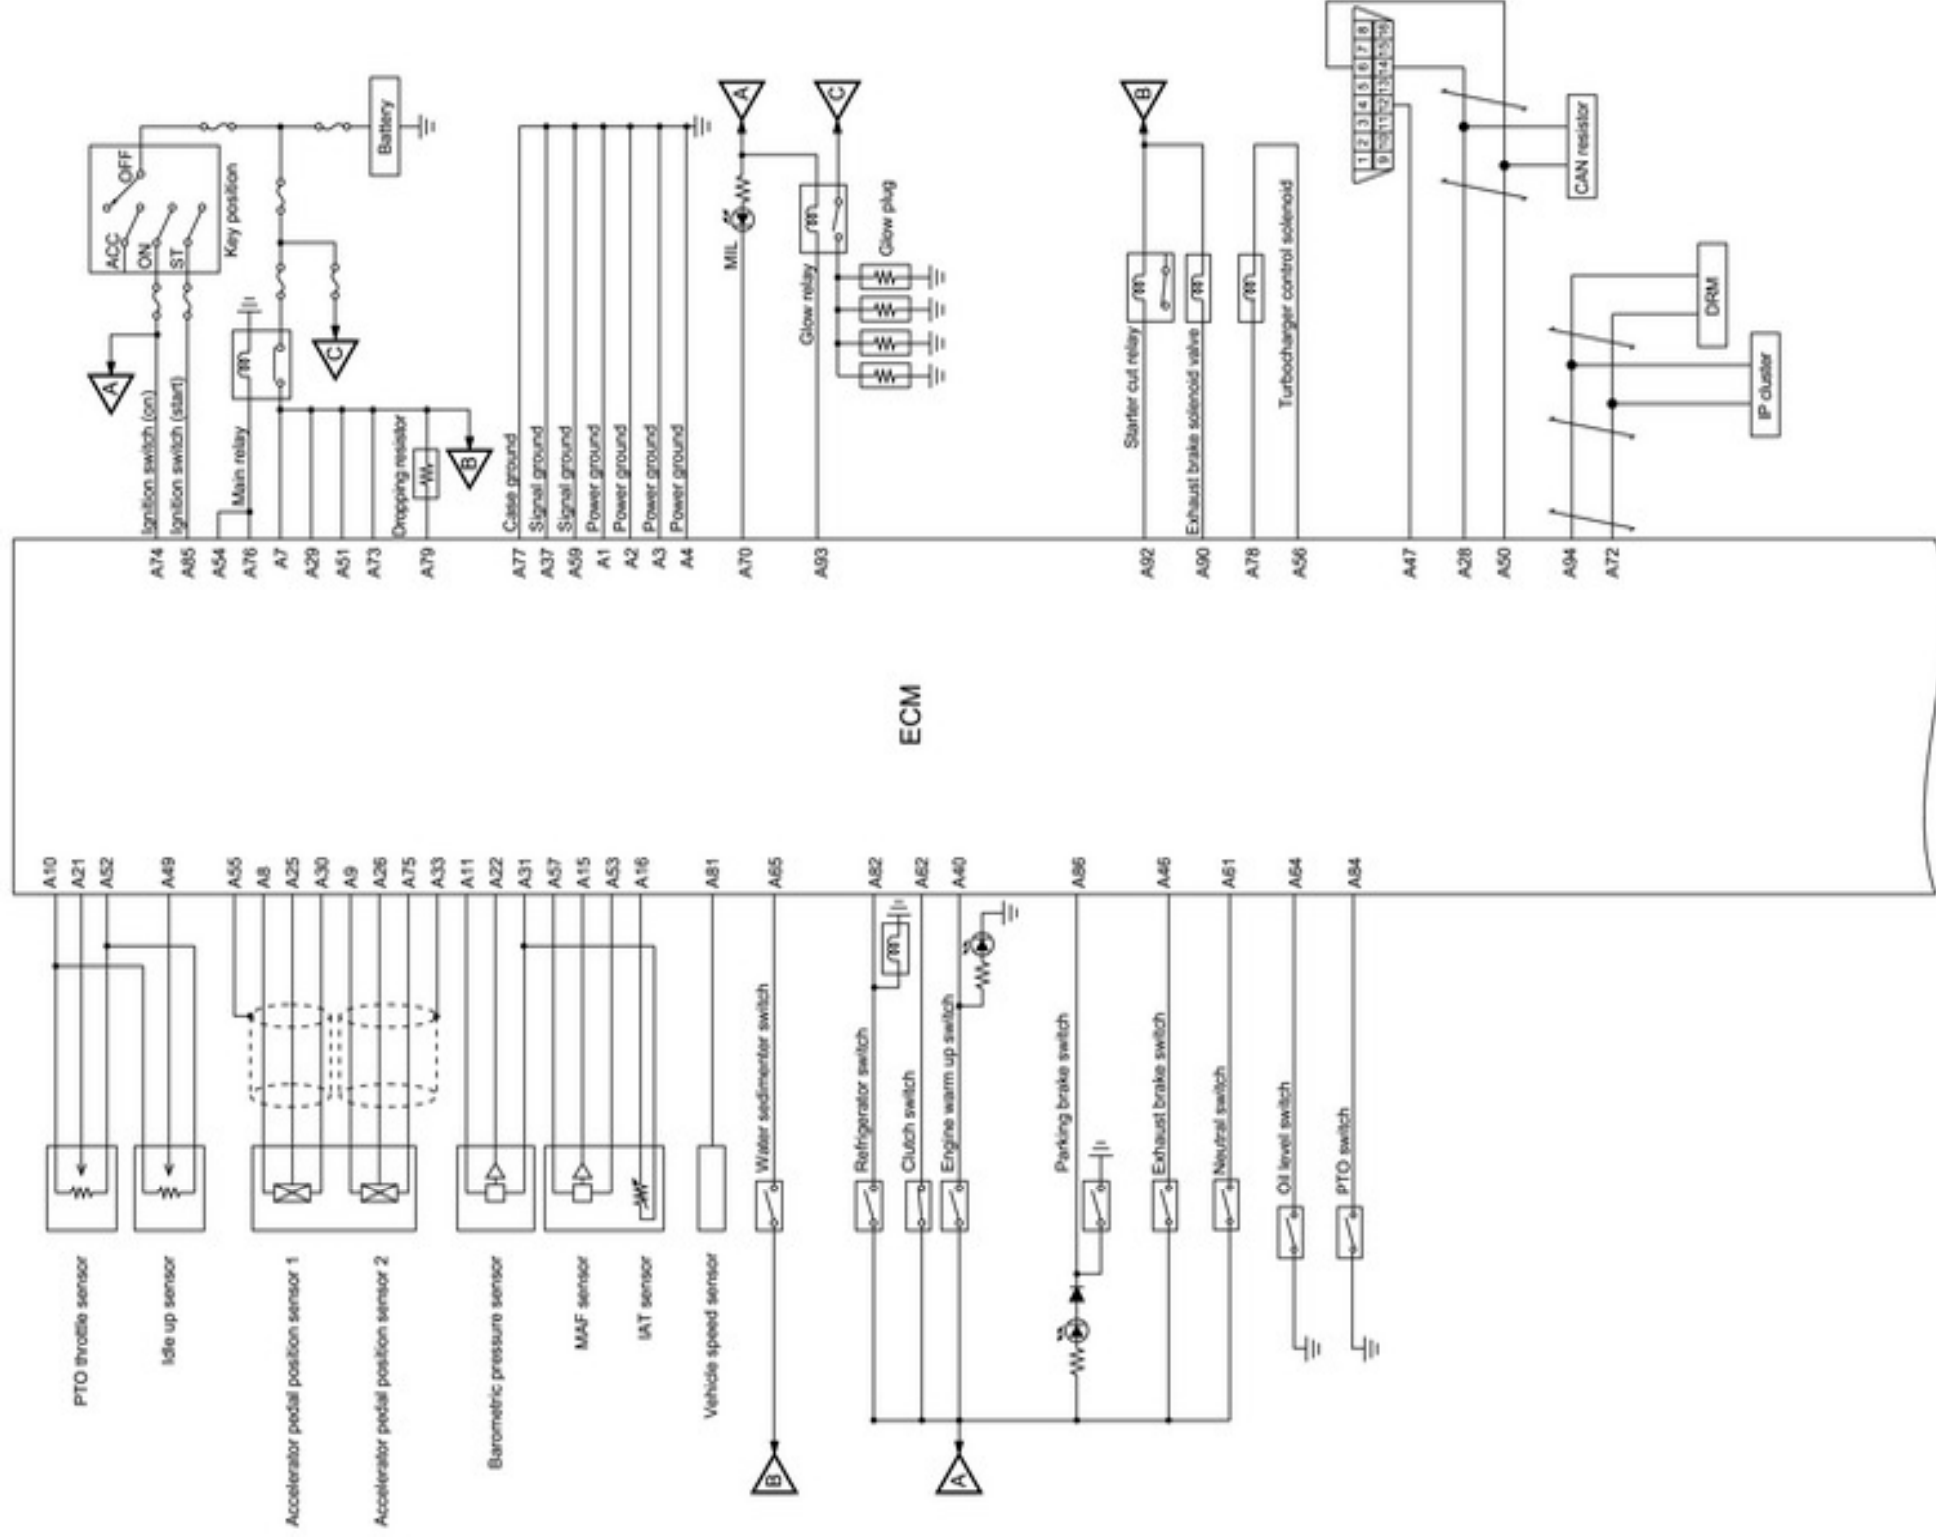 OFF
ACC
ON
ST
Key position
Battery
A
Ignition switch (on)
Ignition switch (start)
Main relay
C
Dropping resistor
B
Case ground
Signal ground
Signal ground
Power ground
Power ground
Power ground
Power ground
A
C
MIL
Glow relay
Glow plug
B
Starter cut relay
Exhaust brake solenoid valve
Turbocharger control solenoid
1 2 3 4 5 6 7 8
9 10 11 12 13 14 15 16
CAN resistor
DRM
IP cluster
A74
A85
A54
A76
A7
A29
A51
A73
A79
A77
A37
A59
A1
A2
A3
A4
A70
A93
A92
A90
A78
A56
A47
A28
A50
A94
A72
ECM
A10
A21
A52
A49
A55
A8
A25
A30
A9
A26
A75
A33
A11
A22
A31
A57
A15
A53
A16
A81
A65
A82
A62
A40
A86
A46
A61
A64
A84
Water sedimenter switch
Refrigerator switch
Clutch switch
Engine warm up switch
Parking brake switch
Exhaust brake switch
Neutral switch
Oil level switch
PTO switch
PTO throttle sensor
Idle up sensor
Accelerator pedal position sensor 1
Accelerator pedal position sensor 2
Barometric pressure sensor
MAF sensor
IAT sensor
Vehicle speed sensor
B
A